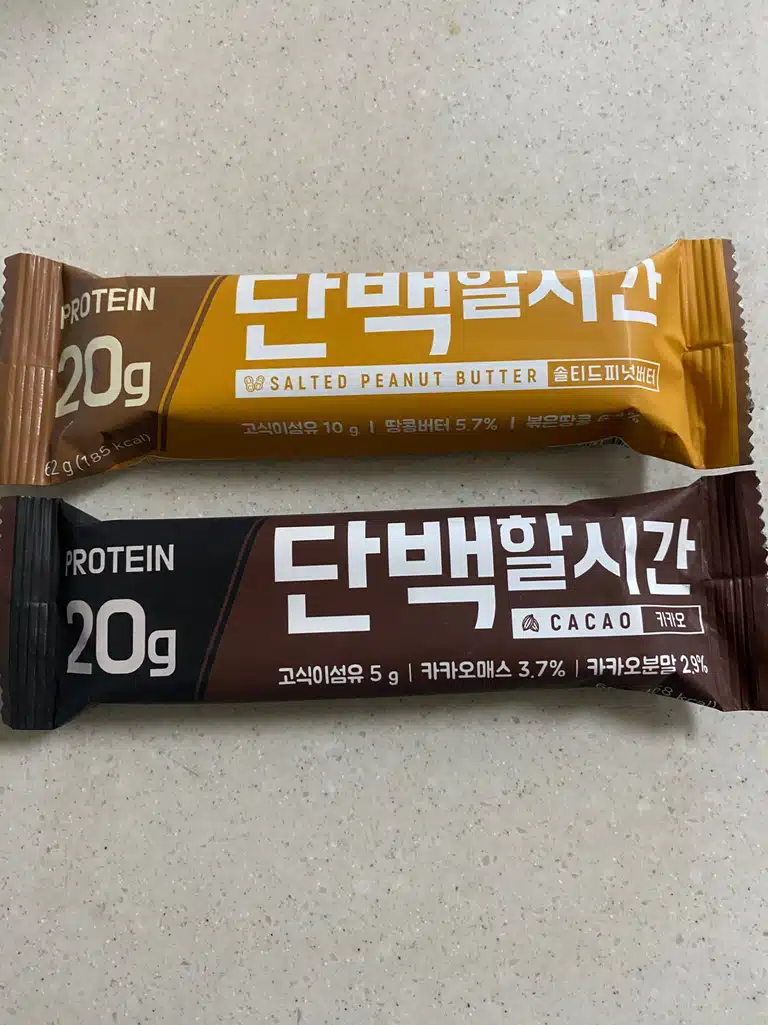 PROTEIN
20g
62 g (185 kcal)
단백할시간
SALTED PEANUT BUTTER 솔티드피넛버터
고식이섬유 10 g | 땅콩버터 5.7% | 볶은땅콩
PROTEIN
20g
단백할시간
CACAO 카카오
고식이섬유 5 g | 카카오매스 3.7% | 카카오분말 2.9%